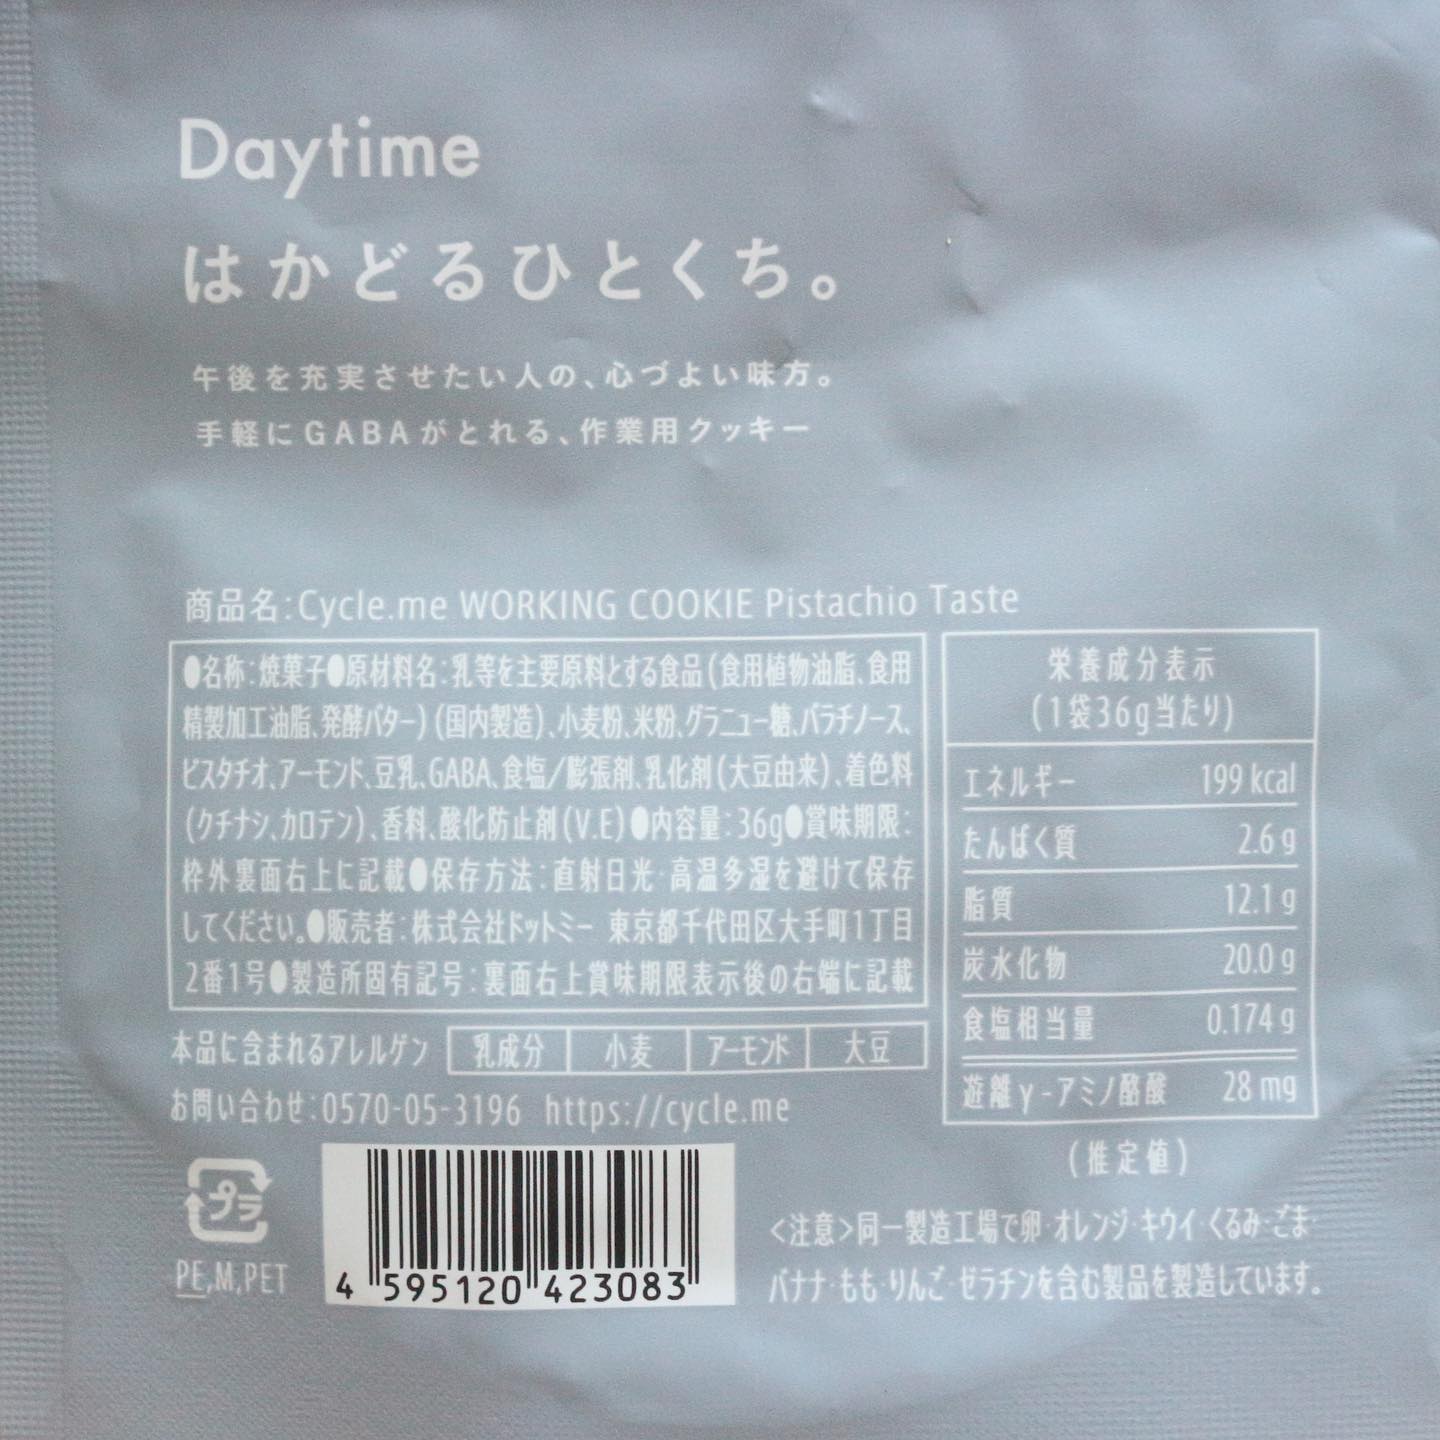 Daytime
はかどるひとくち。
午後を充実させたい人の、心づよい味方。
手軽にGABAがとれる、作業用クッキー
商品名:Cycle.me WORKING COOKIE Pistachio Taste
●名称:焼菓子●原材料名:乳等を主要原料とする食品(食用植物油脂、食用
精製加工油脂、発酵バター)(国内製造)、小麦粉、米粉、グラニュー糖、パラチノース、
ピスタチオ、アーモンド、豆乳、GABA、食塩/膨張剤、乳化剤(大豆由来)、着色料
(クチナシ、カロテン)、香料、酸化防止剤(V.E)●内容量:36g●賞味期限:
枠外裏面右上に記載●保存方法:直射日光・高温多湿を避けて保存
してください。●販売者:株式会社ドットミー 東京都千代田区大手町1丁目
2番1号●製造所固有記号:裏面右上賞味期限表示後の右端に記載
本品に含まれるアレルゲン 乳成分 小麦 アーモンド 大豆
お問い合わせ:0570-05-3196 https://cycle.me
栄養成分表示
(1袋36g当たり)
エネルギー 199 kcal
たんぱく質 2.6 g
脂質 12.1 g
炭水化物 20.0 g
食塩相当量 0.174 g
遊離γ-アミノ酪酸 28 mg
(推定値)
プラ
PE,M,PET
4 595120 423083
<注意>同一製造工場で卵・オレンジ・キウイ・くるみ・ごま・
バナナ・もも・りんご・ゼラチンを含む製品を製造しています。